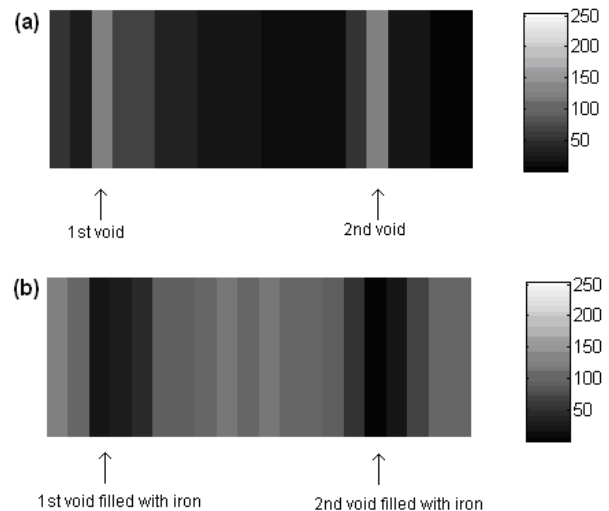 (a)
250
200
150
100
50
1st void
2nd void
(b)
250
200
150
100
50
1st void filled with iron
2nd void filled with iron